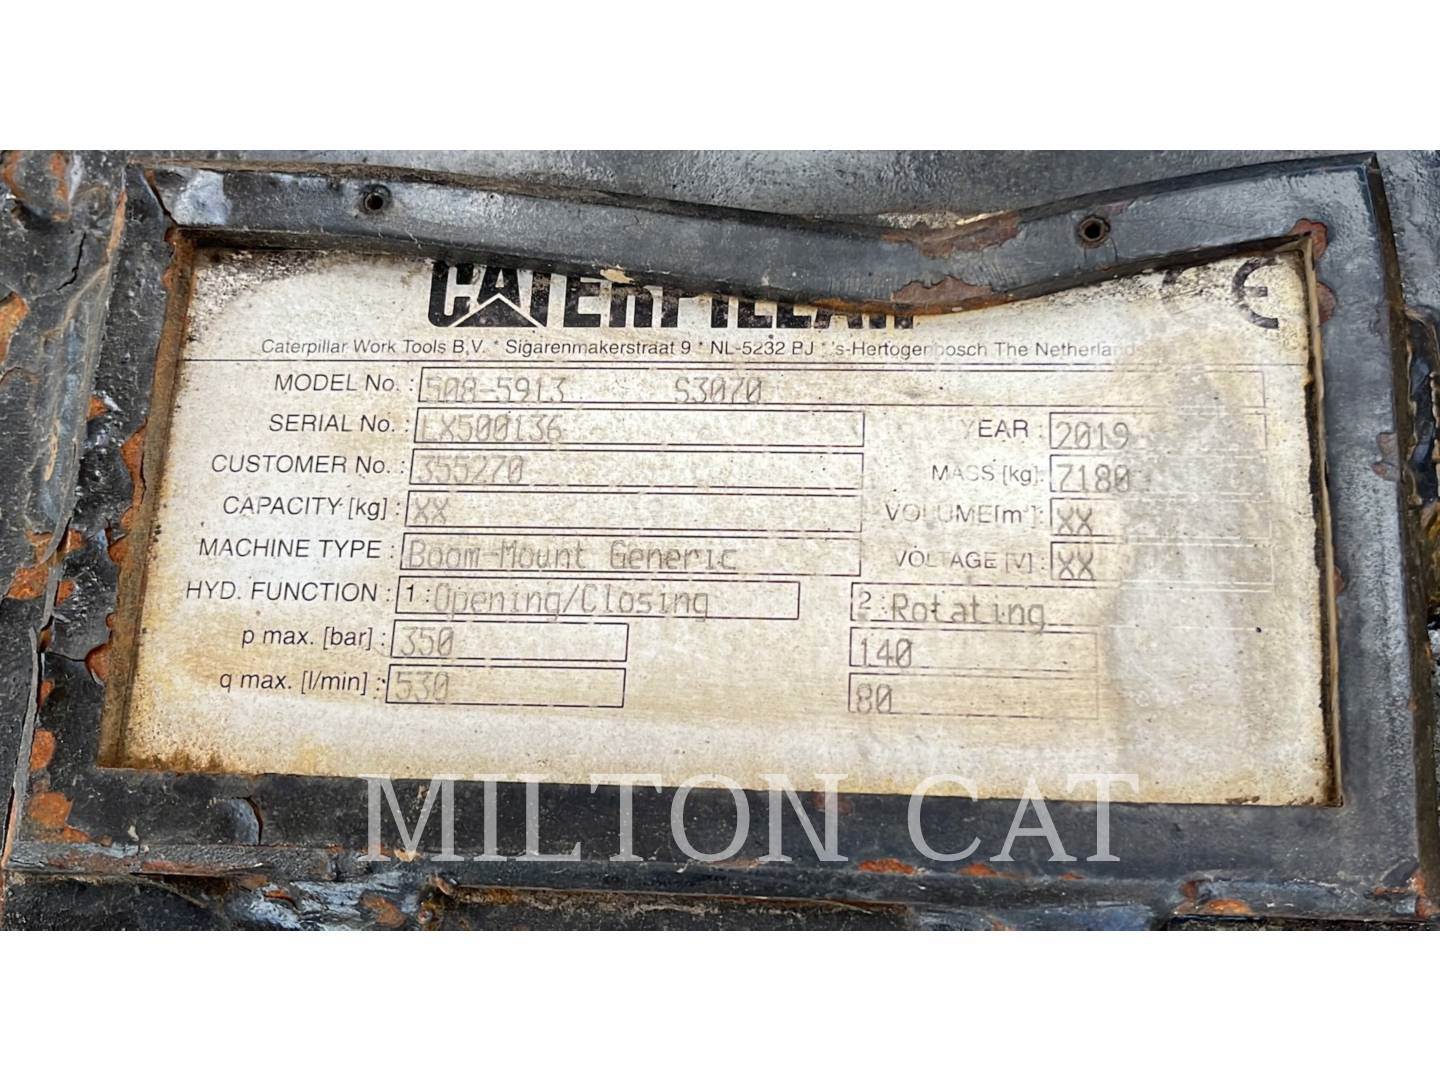 CATERPILLAR CE
Caterpillar Work Tools B.V. * Sigarenmakerstraat 9 * NL-5232 BJ * 's-Hertogenbosch The Netherlands
MODEL No. : 508-5913 S3070
SERIAL No. : LX500136 YEAR : 2019
CUSTOMER No. : 355270 MASS [kg] : 7180
CAPACITY [kg] : XX VOLUME[m³] : XX
MACHINE TYPE : Boom-Mount Generic VOLTAGE [V] : XX
HYD. FUNCTION : 1 : Opening/Closing 2 : Rotating
p max. [bar] : 350 140
q max. [l/min] : 530 80
MILTON CAT